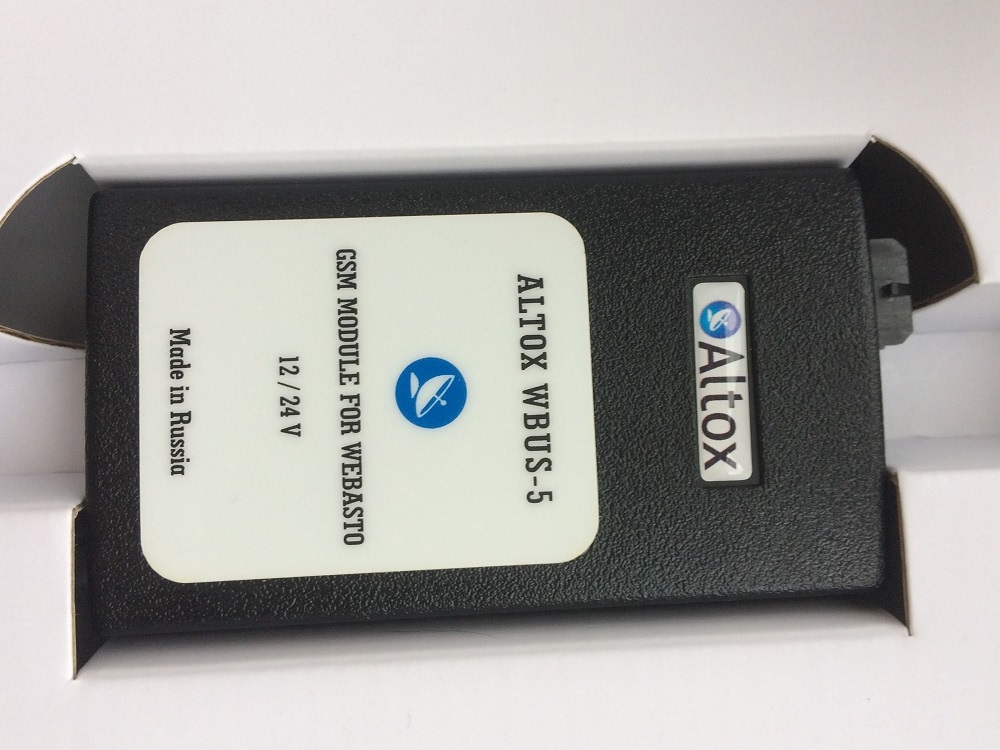 Altox
ALTOX WBUS-5
GSM MODULE FOR WEBASTO
12 / 24 V
Made in Russia